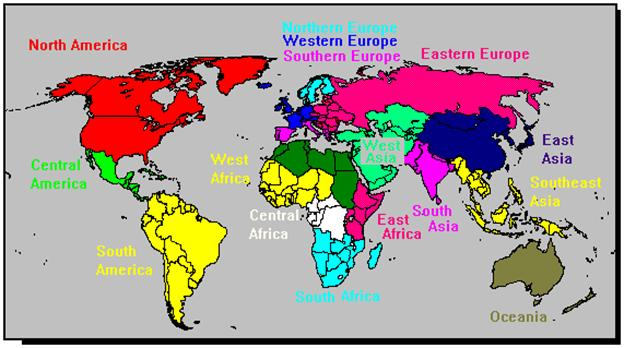 Northern Europe
Western Europe
Southern Europe
North America
Eastern Europe
West
Asia
East
Asia
West
Africa
Central
America
Southeast
Asia
Central
Africa
East
Africa
South
Asia
South
America
South Africa
Oceania